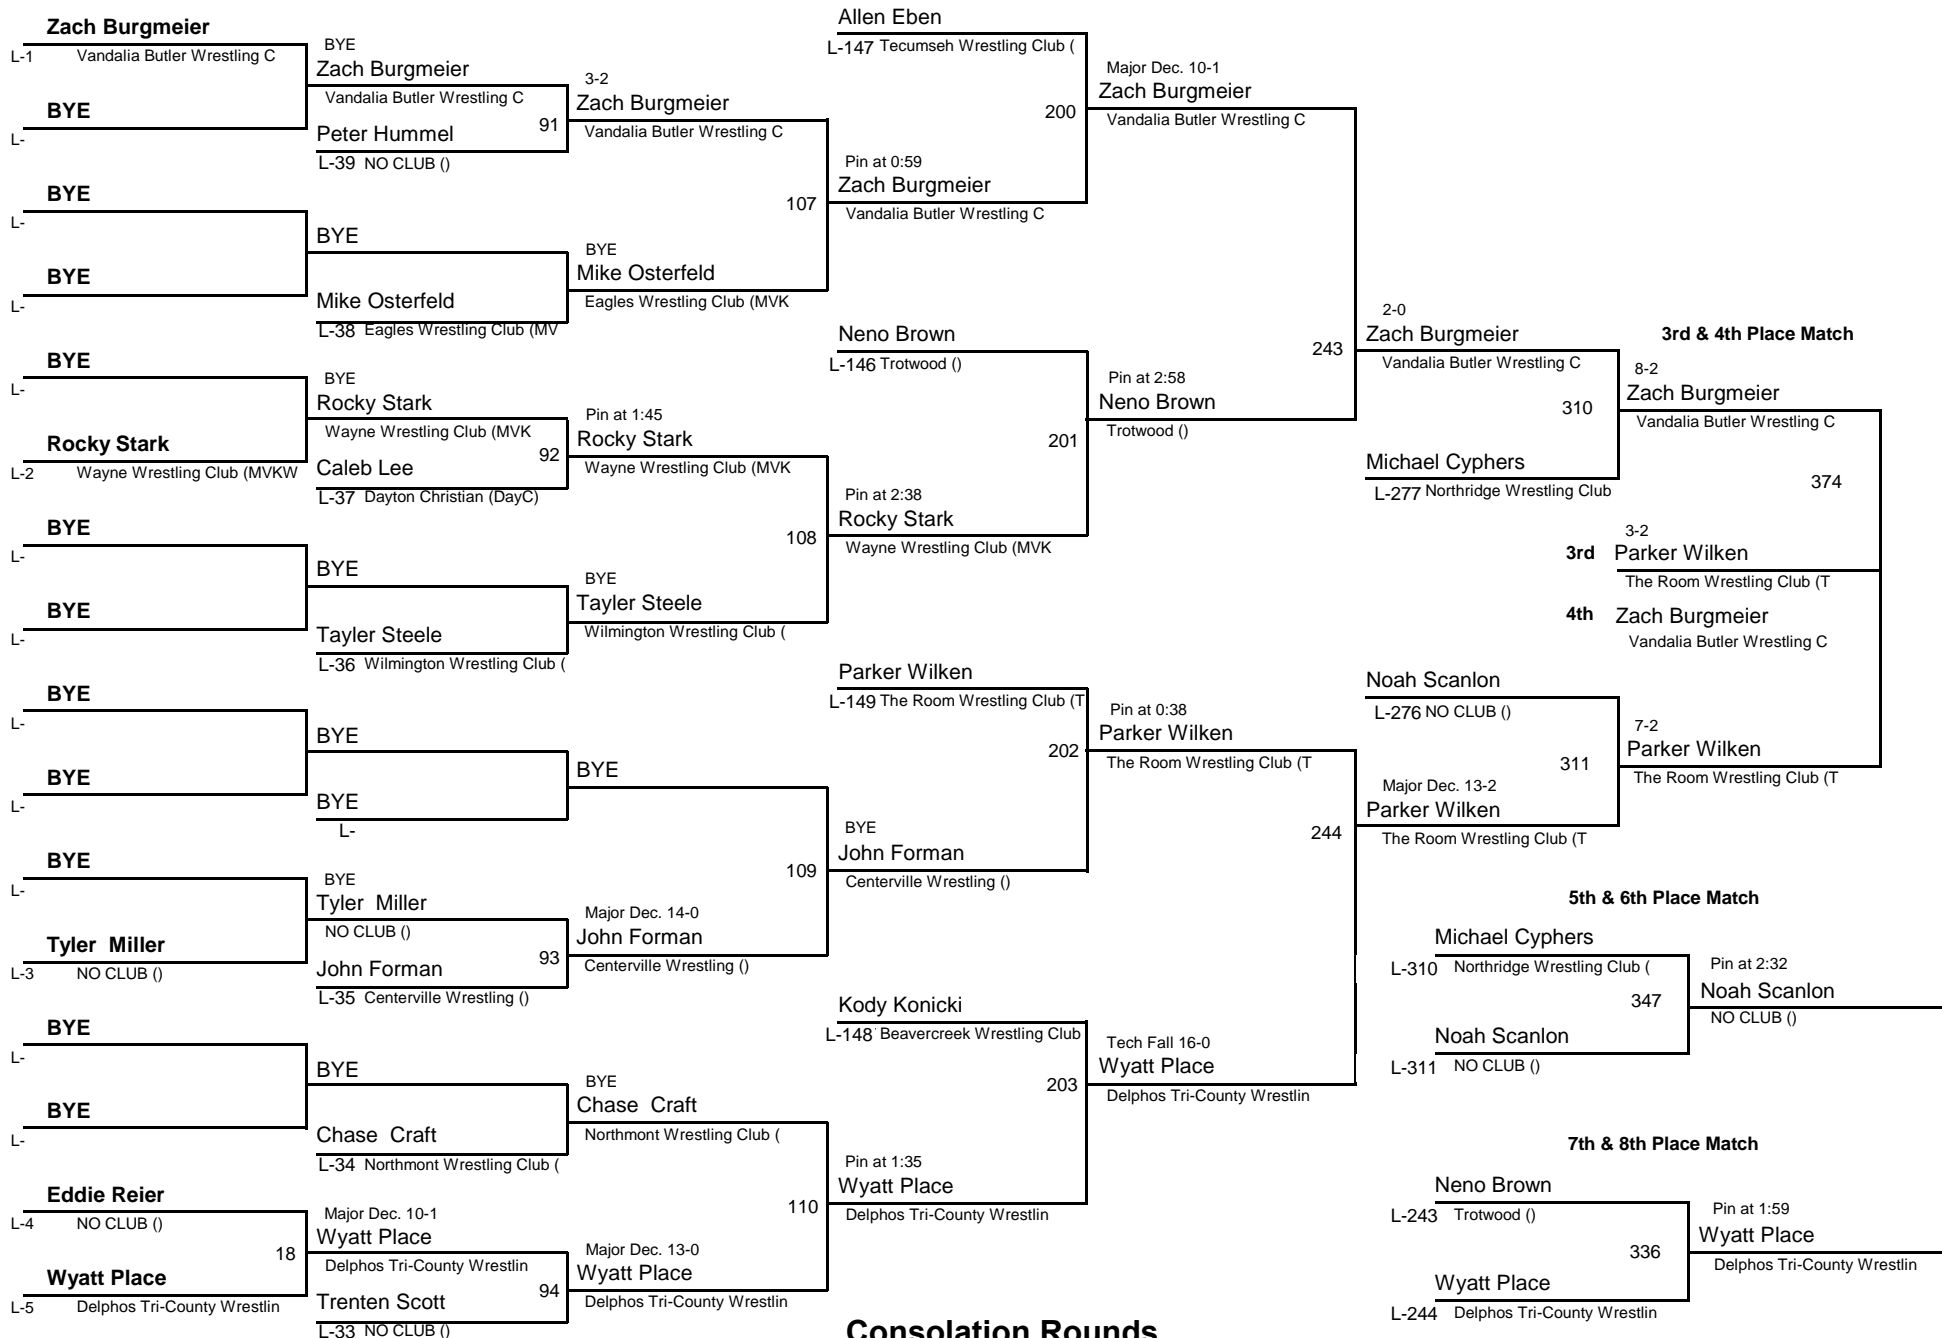 Zach Burgmeier
L-1 Vandalia Butler Wrestling C
BYE
L-
BYE
L-
BYE
L-
BYE
L-
Rocky Stark
L-2 Wayne Wrestling Club (MVKW
BYE
L-
BYE
L-
BYE
L-
BYE
L-
BYE
L-
Tyler Miller
L-3 NO CLUB ()
BYE
L-
BYE
L-
Eddie Reier
L-4 NO CLUB ()
18
Wyatt Place
L-5 Delphos Tri-County Wrestlin
BYE
Zach Burgmeier
Vandalia Butler Wrestling C
91
Peter Hummel
L-39 NO CLUB ()
BYE
Mike Osterfeld
L-38 Eagles Wrestling Club (MV
BYE
Rocky Stark
Wayne Wrestling Club (MVK
92
Caleb Lee
L-37 Dayton Christian (DayC)
BYE
Tayler Steele
L-36 Wilmington Wrestling Club (
BYE
BYE
L-
BYE
Tyler Miller
NO CLUB ()
93
John Forman
L-35 Centerville Wrestling ()
BYE
Chase Craft
L-34 Northmont Wrestling Club (
Major Dec. 10-1
Wyatt Place
Delphos Tri-County Wrestlin
94
Trenten Scott
L-33 NO CLUB ()
3-2
Zach Burgmeier
Vandalia Butler Wrestling C
107
BYE
Mike Osterfeld
Eagles Wrestling Club (MVK
Pin at 1:45
Rocky Stark
Wayne Wrestling Club (MVK
108
BYE
Tayler Steele
Wilmington Wrestling Club (
BYE
109
Major Dec. 14-0
John Forman
Centerville Wrestling ()
BYE
Chase Craft
Northmont Wrestling Club (
110
Major Dec. 13-0
Wyatt Place
Delphos Tri-County Wrestlin
Allen Eben
L-147 Tecumseh Wrestling Club (
200
Pin at 0:59
Zach Burgmeier
Vandalia Butler Wrestling C
Neno Brown
L-146 Trotwood ()
201
Pin at 2:38
Rocky Stark
Wayne Wrestling Club (MVK
Parker Wilken
L-149 The Room Wrestling Club (T
202
BYE
John Forman
Centerville Wrestling ()
Kody Konicki
L-148 Beavercreek Wrestling Club
203
Pin at 1:35
Wyatt Place
Delphos Tri-County Wrestlin
Major Dec. 10-1
Zach Burgmeier
Vandalia Butler Wrestling C
243
Pin at 2:58
Neno Brown
Trotwood ()
Pin at 0:38
Parker Wilken
The Room Wrestling Club (T
244
Tech Fall 16-0
Wyatt Place
Delphos Tri-County Wrestlin
2-0
Zach Burgmeier
Vandalia Butler Wrestling C
310
Michael Cyphers
L-277 Northridge Wrestling Club
Noah Scanlon
L-276 NO CLUB ()
311
Major Dec. 13-2
Parker Wilken
The Room Wrestling Club (T
3rd & 4th Place Match
8-2
Zach Burgmeier
Vandalia Butler Wrestling C
374
3-2
3rd Parker Wilken
The Room Wrestling Club (T
4th Zach Burgmeier
Vandalia Butler Wrestling C
7-2
Parker Wilken
The Room Wrestling Club (T
5th & 6th Place Match
Michael Cyphers
L-310 Northridge Wrestling Club (
347
Noah Scanlon
L-311 NO CLUB ()
Pin at 2:32
Noah Scanlon
NO CLUB ()
7th & 8th Place Match
Neno Brown
L-243 Trotwood ()
336
Wyatt Place
L-244 Delphos Tri-County Wrestlin
Pin at 1:59
Wyatt Place
Delphos Tri-County Wrestlin
Consolation Rounds